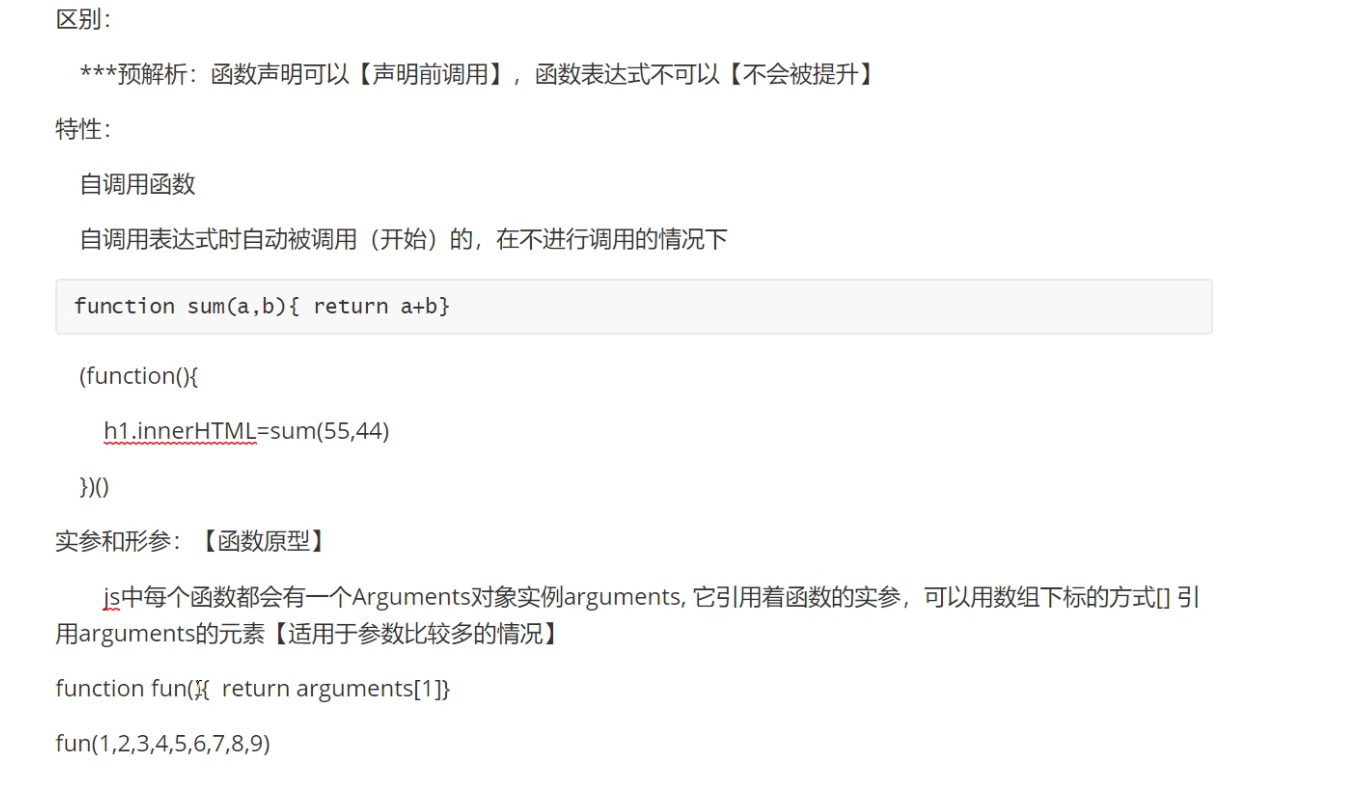 区别：
***预解析：函数声明可以【声明前调用】，函数表达式不可以【不会被提升】
特性：
自调用函数
自调用表达式时自动被调用（开始）的，在不进行调用的情况下
function sum(a,b){ return a+b}
(function(){
h1.innerHTML=sum(55,44)
})()
实参和形参：【函数原型】
js中每个函数都会有一个Arguments对象实例arguments, 它引用着函数的实参，可以用数组下标的方式[] 引
用arguments的元素【适用于参数比较多的情况】
function fun(){ return arguments[1]}
fun(1,2,3,4,5,6,7,8,9)